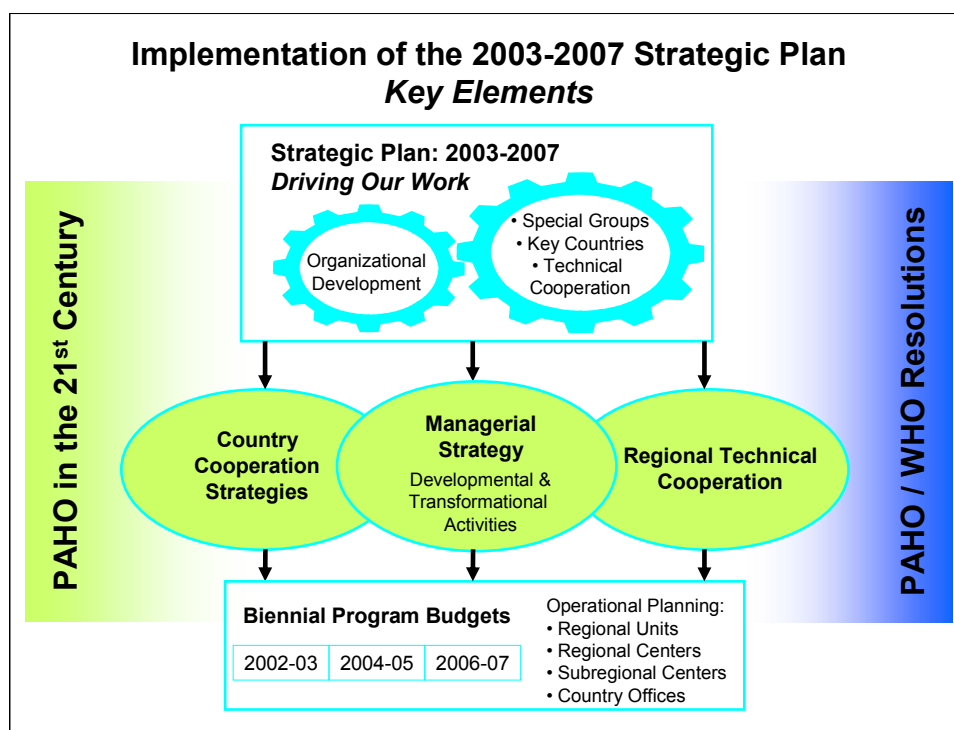 Implementation of the 2003-2007 Strategic Plan
Key Elements
Strategic Plan: 2003-2007
Driving Our Work
Organizational
Development
• Special Groups
• Key Countries
• Technical
Cooperation
PAHO in the 21st Century
PAHO / WHO Resolutions
Country
Cooperation
Strategies
Managerial
Strategy
Developmental &
Transformational
Activities
Regional Technical
Cooperation
Biennial Program Budgets
2002-03 2004-05 2006-07
Operational Planning:
• Regional Units
• Regional Centers
• Subregional Centers
• Country Offices